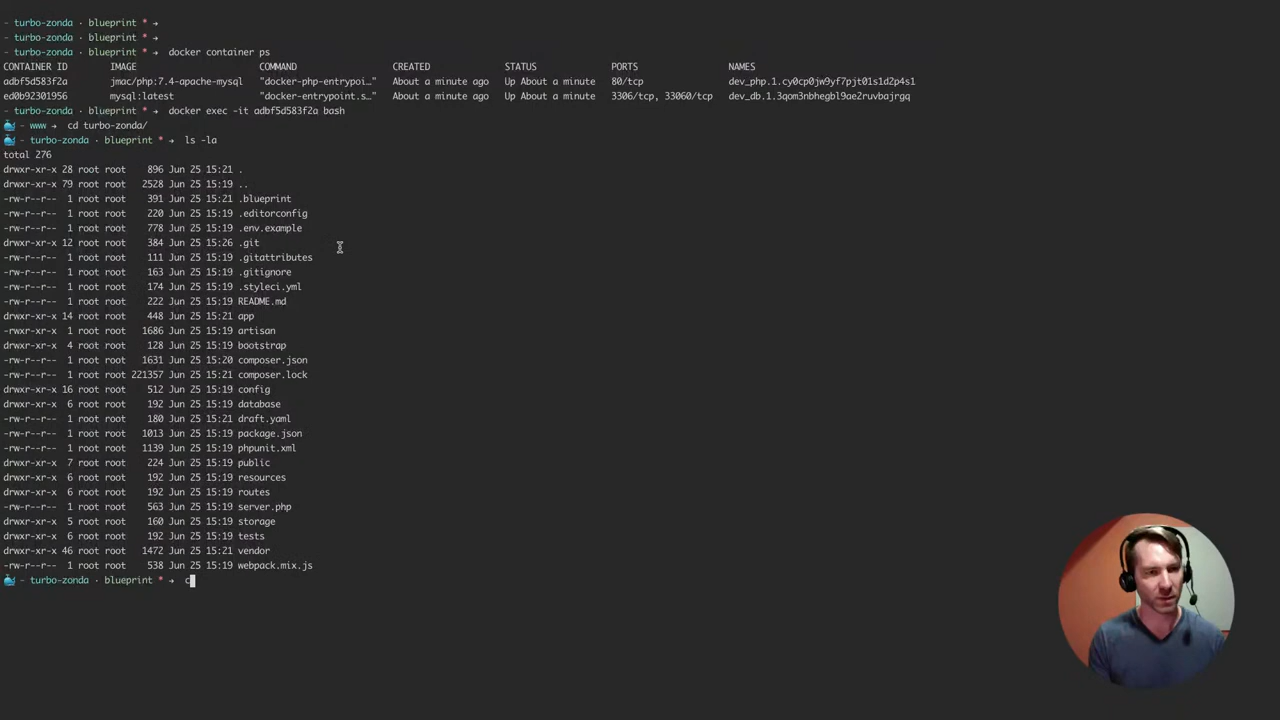 - turbo-zonda · blueprint * ➜
- turbo-zonda · blueprint * ➜
- turbo-zonda · blueprint * ➜ docker container ps
CONTAINER ID IMAGE COMMAND CREATED STATUS PORTS NAMES
adbf5d583f2a jmac/php:7.4-apache-mysql "docker-php-entrypoi…" About a minute ago Up About a minute 80/tcp dev_php.1.cy0cp0jw9yf7pjt01s1d2p4s1
ed0b92301956 mysql:latest "docker-entrypoint.s…" About a minute ago Up About a minute 3306/tcp, 33060/tcp dev_db.1.3qom3nbhegbl9ae2ruvbajrgq
- turbo-zonda · blueprint * ➜ docker exec -it adbf5d583f2a bash
🐳 - www ➜ cd turbo-zonda/
🐳 - turbo-zonda · blueprint * ➜ ls -la
total 276
drwxr-xr-x 28 root root 896 Jun 25 15:21 .
drwxr-xr-x 79 root root 2528 Jun 25 15:19 ..
-rw-r--r-- 1 root root 391 Jun 25 15:21 .blueprint
-rw-r--r-- 1 root root 220 Jun 25 15:19 .editorconfig
-rw-r--r-- 1 root root 778 Jun 25 15:19 .env.example
drwxr-xr-x 12 root root 384 Jun 25 15:26 .git
-rw-r--r-- 1 root root 111 Jun 25 15:19 .gitattributes
-rw-r--r-- 1 root root 163 Jun 25 15:19 .gitignore
-rw-r--r-- 1 root root 174 Jun 25 15:19 .styleci.yml
-rw-r--r-- 1 root root 222 Jun 25 15:19 README.md
drwxr-xr-x 14 root root 448 Jun 25 15:21 app
-rwxr-xr-x 1 root root 1686 Jun 25 15:19 artisan
drwxr-xr-x 4 root root 128 Jun 25 15:19 bootstrap
-rw-r--r-- 1 root root 1631 Jun 25 15:20 composer.json
-rw-r--r-- 1 root root 221357 Jun 25 15:21 composer.lock
drwxr-xr-x 16 root root 512 Jun 25 15:19 config
drwxr-xr-x 6 root root 192 Jun 25 15:19 database
-rw-r--r-- 1 root root 180 Jun 25 15:21 draft.yaml
-rw-r--r-- 1 root root 1013 Jun 25 15:19 package.json
-rw-r--r-- 1 root root 1139 Jun 25 15:19 phpunit.xml
drwxr-xr-x 7 root root 224 Jun 25 15:19 public
drwxr-xr-x 6 root root 192 Jun 25 15:19 resources
drwxr-xr-x 6 root root 192 Jun 25 15:19 routes
-rw-r--r-- 1 root root 563 Jun 25 15:19 server.php
drwxr-xr-x 5 root root 160 Jun 25 15:19 storage
drwxr-xr-x 6 root root 192 Jun 25 15:19 tests
drwxr-xr-x 46 root root 1472 Jun 25 15:21 vendor
-rw-r--r-- 1 root root 538 Jun 25 15:19 webpack.mix.js
🐳 - turbo-zonda · blueprint * ➜ c